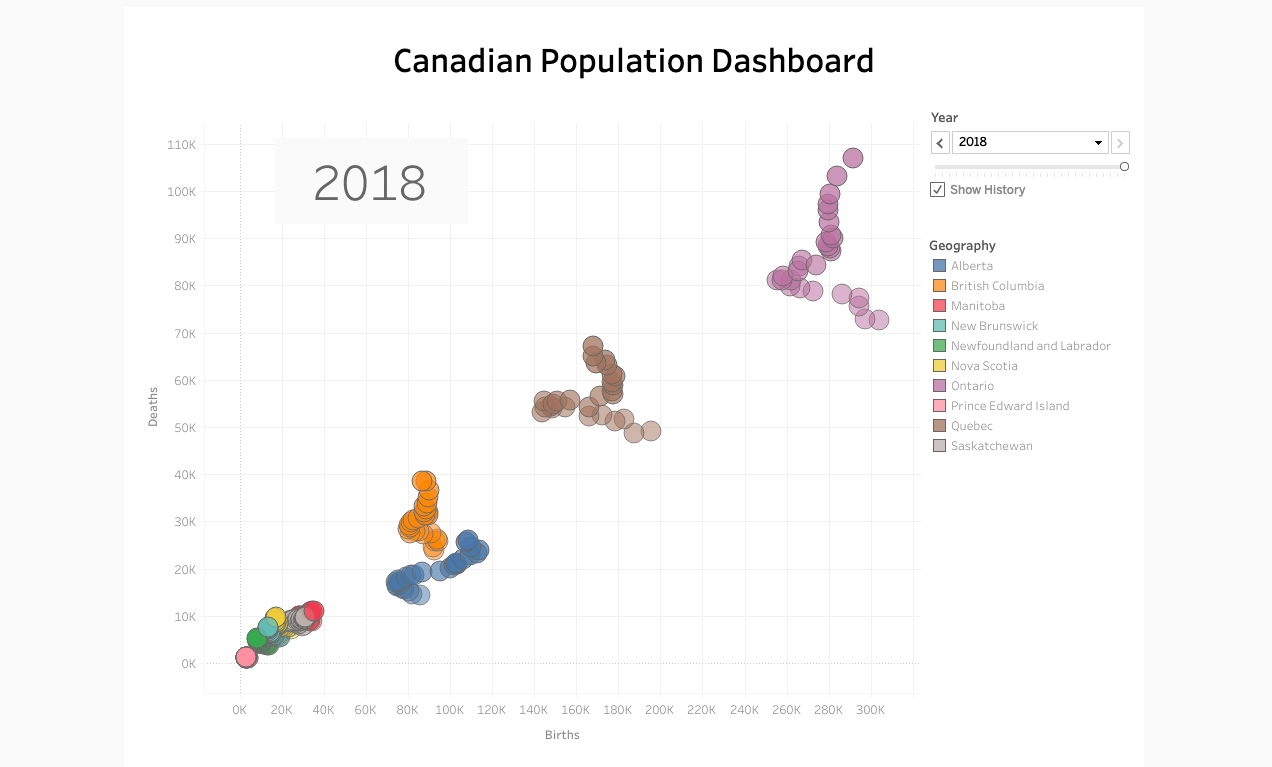 Canadian Population Dashboard
2018
110K
100K
90K
80K
70K
60K
50K
40K
30K
20K
10K
0K
Deaths
0K 20K 40K 60K 80K 100K 120K 140K 160K 180K 200K 220K 240K 260K 280K 300K
Births
Year
2018
Show History
Geography
Alberta
British Columbia
Manitoba
New Brunswick
Newfoundland and Labrador
Nova Scotia
Ontario
Prince Edward Island
Quebec
Saskatchewan